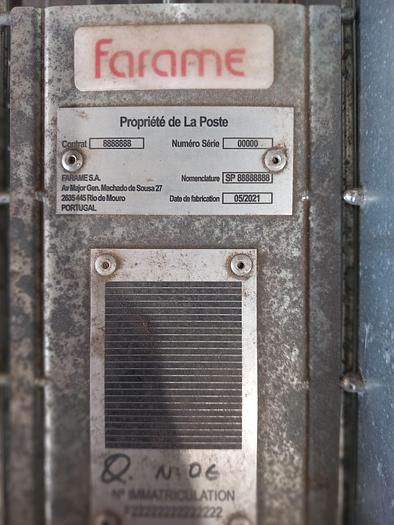 Farame
Propriété de La Poste
Contrat 8888888 Numéro Série 00000
FARAME S.A. Nomenclature SP 88888888
Av Major Gen. Machado de Sousa 27
2635-445 Rio de Mouro Date de fabrication 05/2021
PORTUGAL
N° IMMATRICULATION